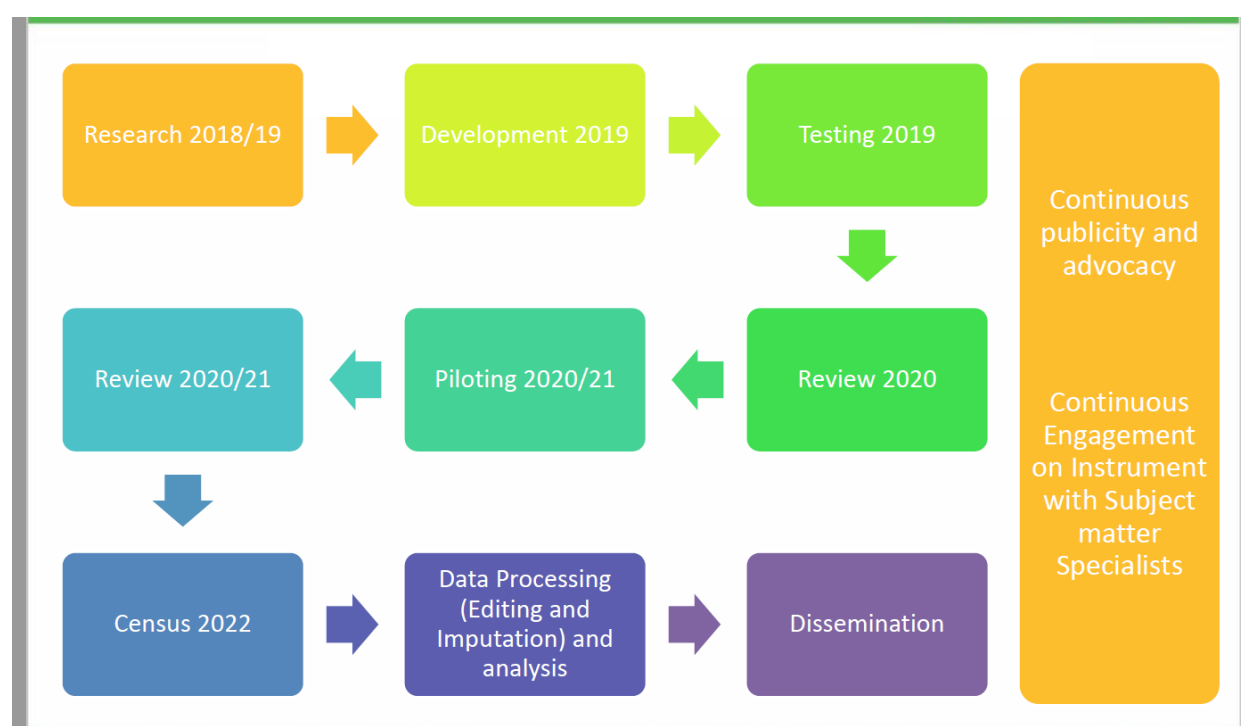 Research 2018/19
Development 2019
Testing 2019
Review 2020
Piloting 2020/21
Review 2020/21
Census 2022
Data Processing
(Editing and
Imputation) and
analysis
Dissemination
Continuous
publicity and
advocacy
Continuous
Engagement
on Instrument
with Subject
matter
Specialists